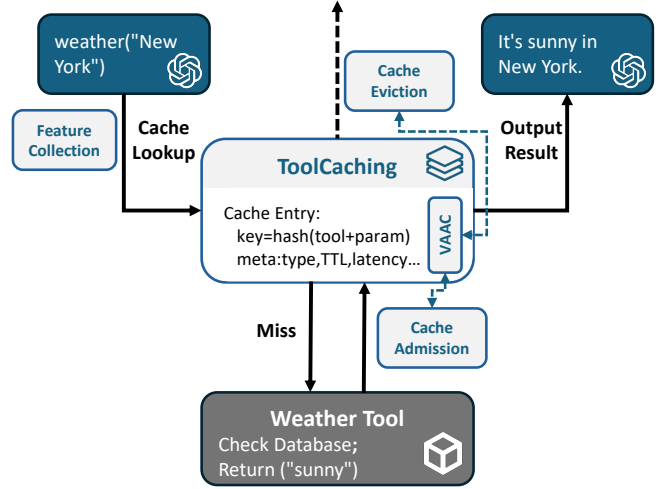 weather("New
York")
Cache
Eviction
It's sunny in
New York.
Feature
Collection
Cache
Lookup
Output
Result
ToolCaching
Cache Entry:
key=hash(tool+param)
meta:type,TTL,latency…
VAAC
Miss
Cache
Admission
Weather Tool
Check Database;
Return ("sunny")